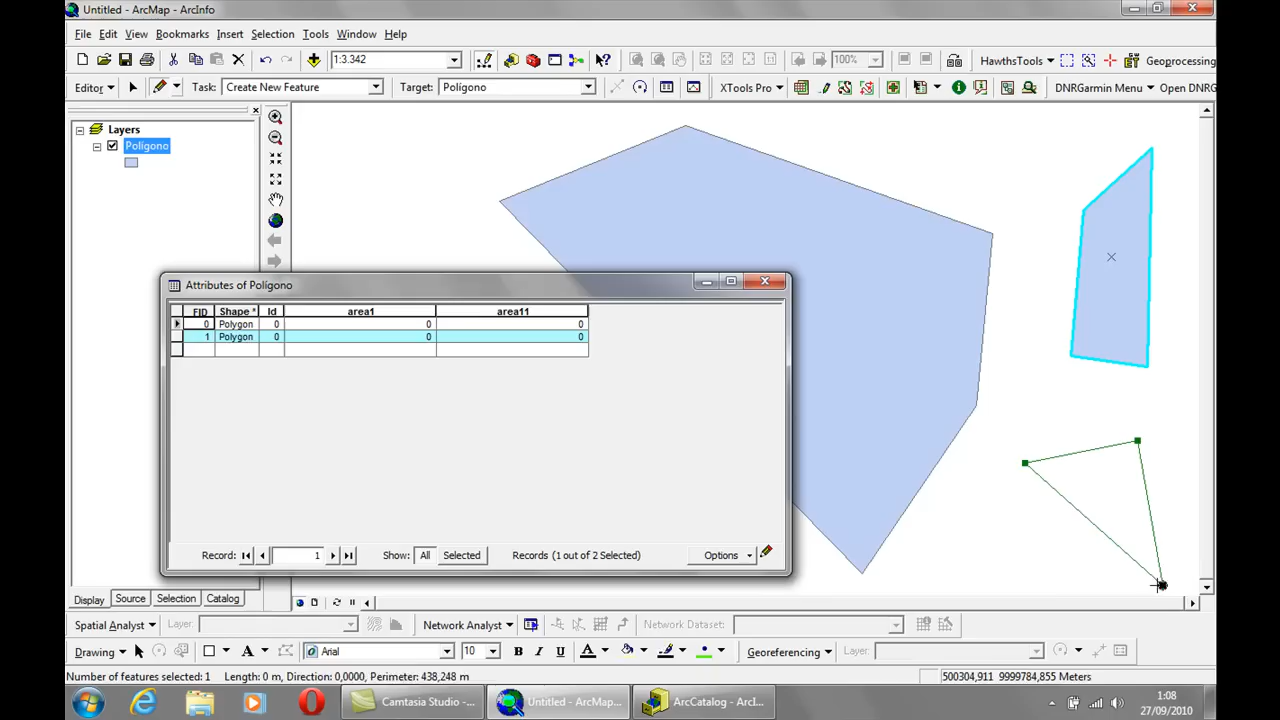 Untitled - ArcMap - ArcInfo
File Edit View Bookmarks Insert Selection Tools Window Help
1:3.342 100% HawthsTools Geoprocessing
Editor Task: Create New Feature Target: Polígono XTools Pro DNRGarmin Menu Open DNRG
Layers
Polígono
Attributes of Polígono
FID Shape * Id area1 area11
0 Polygon 0 0 0
1 Polygon 0 0 0
Record: 1 Show: All Selected Records (1 out of 2 Selected) Options
Display Source Selection Catalog
Spatial Analyst Layer: Network Analyst Network Dataset:
Drawing A Arial 10 B I U A Georeferencing Layer:
Number of features selected: 1 Length: 0 m, Direction: 0,0000, Perimeter: 438,248 m 500304,911 9999784,855 Meters
Camtasia Studio -... Untitled - ArcMap... ArcCatalog - ArcI... 1:08
27/09/2010